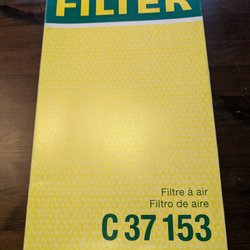 FILTER
Filtre à air
Filtro de aire
C 37 153